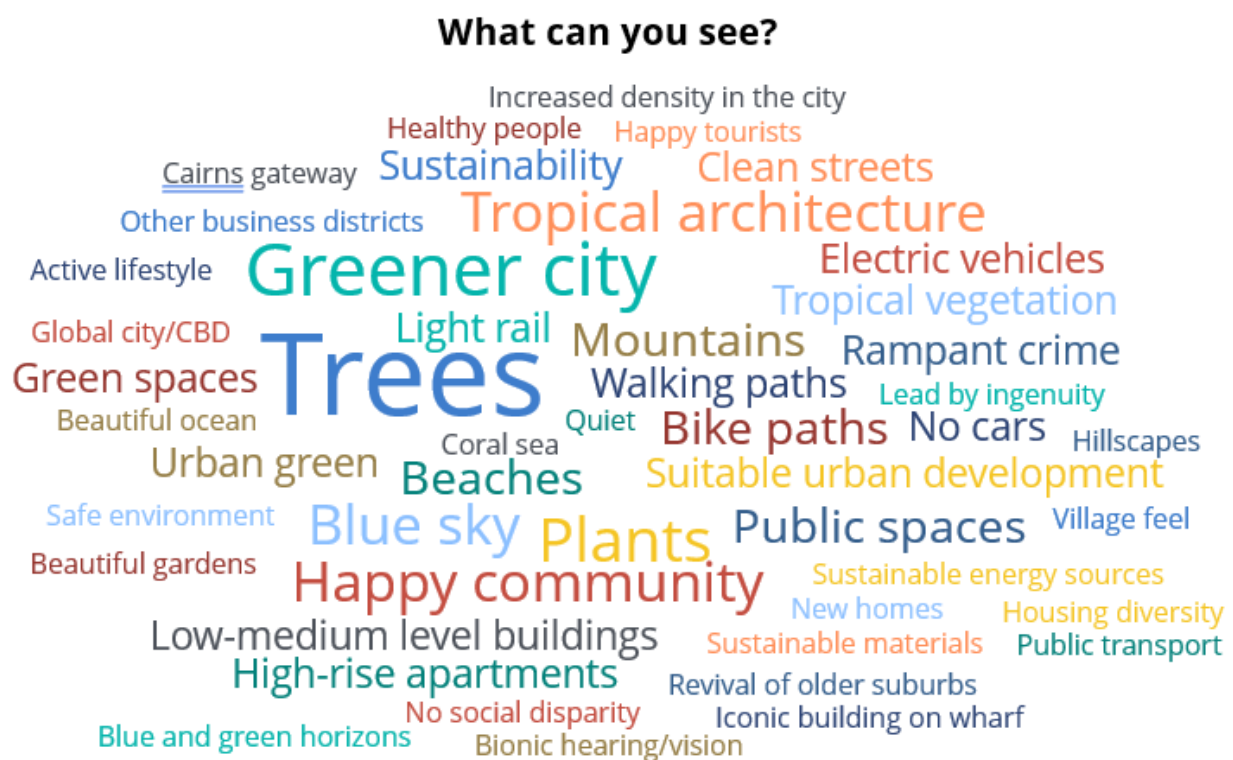 What can you see?
Increased density in the city
Healthy people
Happy tourists
Cairns gateway
Sustainability
Clean streets
Other business districts
Tropical architecture
Active lifestyle
Greener city
Electric vehicles
Tropical vegetation
Global city/CBD
Light rail
Trees
Mountains
Rampant crime
Green spaces
Walking paths
Lead by ingenuity
Beautiful ocean
Quiet
Bike paths
No cars
Hillscapes
Coral sea
Urban green
Beaches
Suitable urban development
Safe environment
Blue sky
Plants
Public spaces
Village feel
Beautiful gardens
Happy community
Sustainable energy sources
New homes
Housing diversity
Low-medium level buildings
Sustainable materials
Public transport
High-rise apartments
Revival of older suburbs
No social disparity
Iconic building on wharf
Blue and green horizons
Bionic hearing/vision